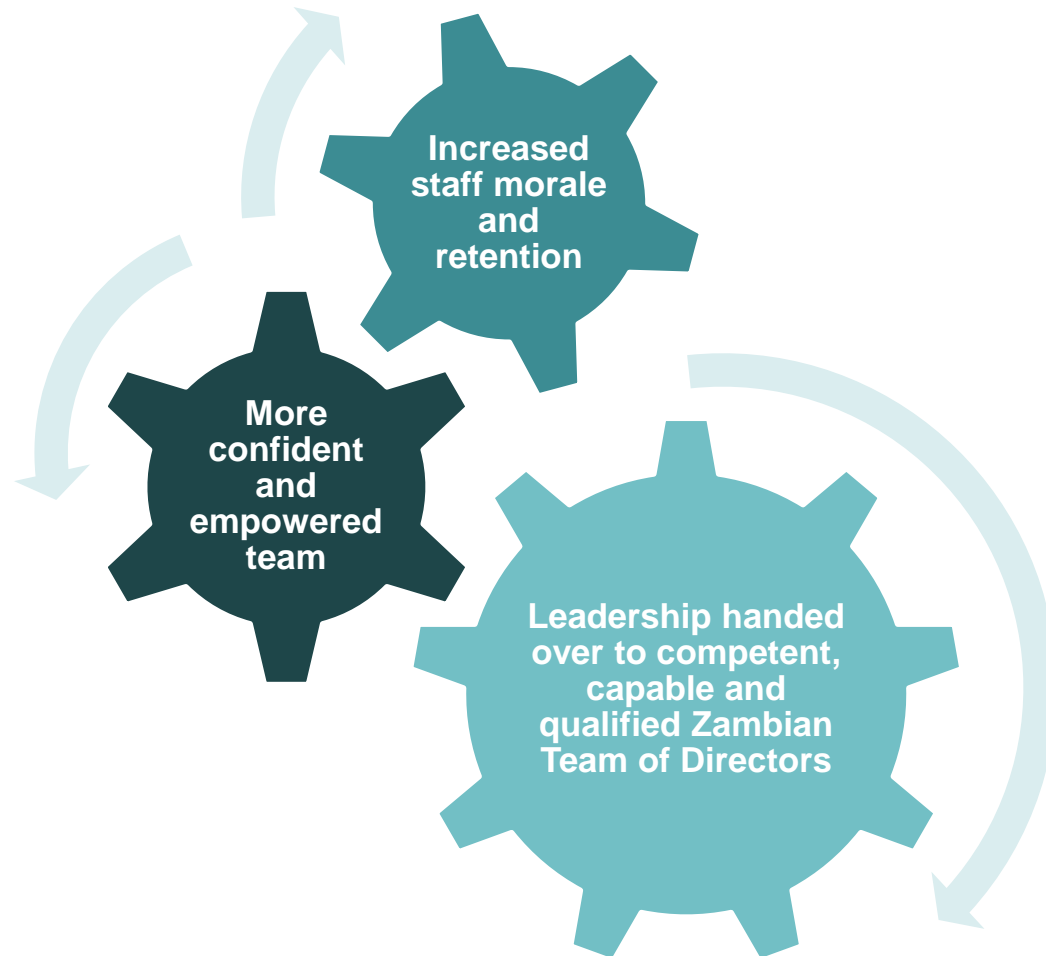 Increased
staff morale
and
retention
More
confident
and
empowered
team
Leadership handed
over to competent,
capable and
qualified Zambian
Team of Directors